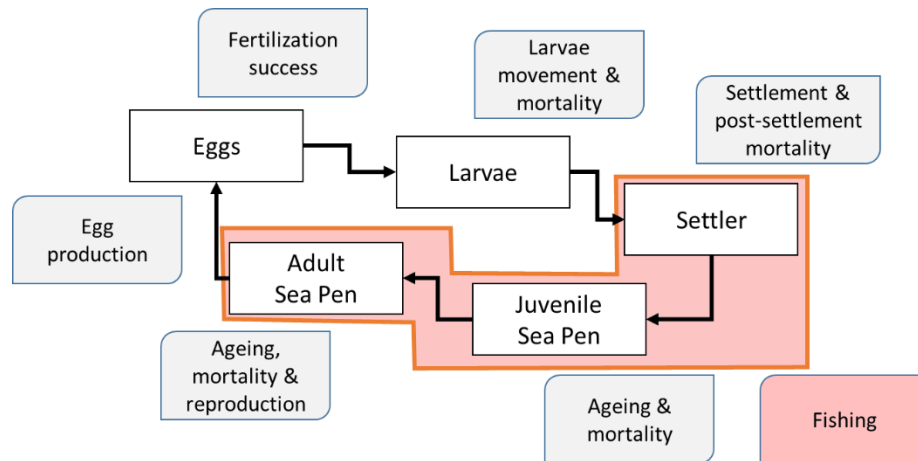 Fertilization
success
Larvae
movement &
mortality
Settlement &
post-settlement
mortality
Eggs
Larvae
Settler
Egg
production
Adult
Sea Pen
Juvenile
Sea Pen
Ageing,
mortality &
reproduction
Ageing &
mortality
Fishing